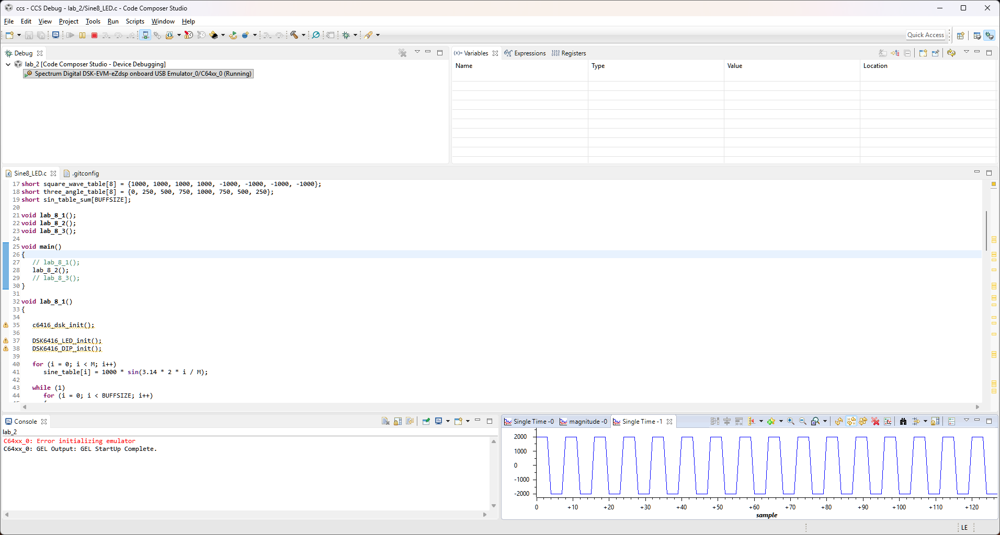 ccs - CCS Debug - lab_2/Sine8_LED.c - Code Composer Studio
File Edit View Project Tools Run Scripts Window Help
Quick Access
Debug
lab_2 [Code Composer Studio - Device Debugging]
Spectrum Digital DSK-EVM-eZdsp onboard USB Emulator_0/C64xx_0 (Running)
(x)= Variables Expressions Registers
Name Type Value Location
Sine8_LED.c .gitconfig
17 short square_wave_table[8] = {1000, 1000, 1000, 1000, -1000, -1000, -1000, -1000};
18 short three_angle_table[8] = {0, 250, 500, 750, 1000, 750, 500, 250};
19 short sin_table_sum[BUFFSIZE];
20
21 void lab_8_1();
22 void lab_8_2();
23 void lab_8_3();
24
25 void main()
26 {
27 // lab_8_1();
28 lab_8_2();
29 // lab_8_3();
30 }
31
32 void lab_8_1()
33 {
34
35 c6416_dsk_init();
36
37 DSK6416_LED_init();
38 DSK6416_DIP_init();
39
40 for (i = 0; i < M; i++)
41 sine_table[i] = 1000 * sin(3.14 * 2 * i / M);
42
43 while (1)
44 for (i = 0; i < BUFFSIZE; i++)
Console
lab_2
C64xx_0: Error initializing emulator
C64xx_0: GEL Output: GEL StartUp Complete.
Single Time -0 magnitude -0 Single Time -1
2000
1000
0
-1000
-2000
0 +10 +20 +30 +40 +50 +60 +70 +80 +90 +100 +110 +120
sample
LE